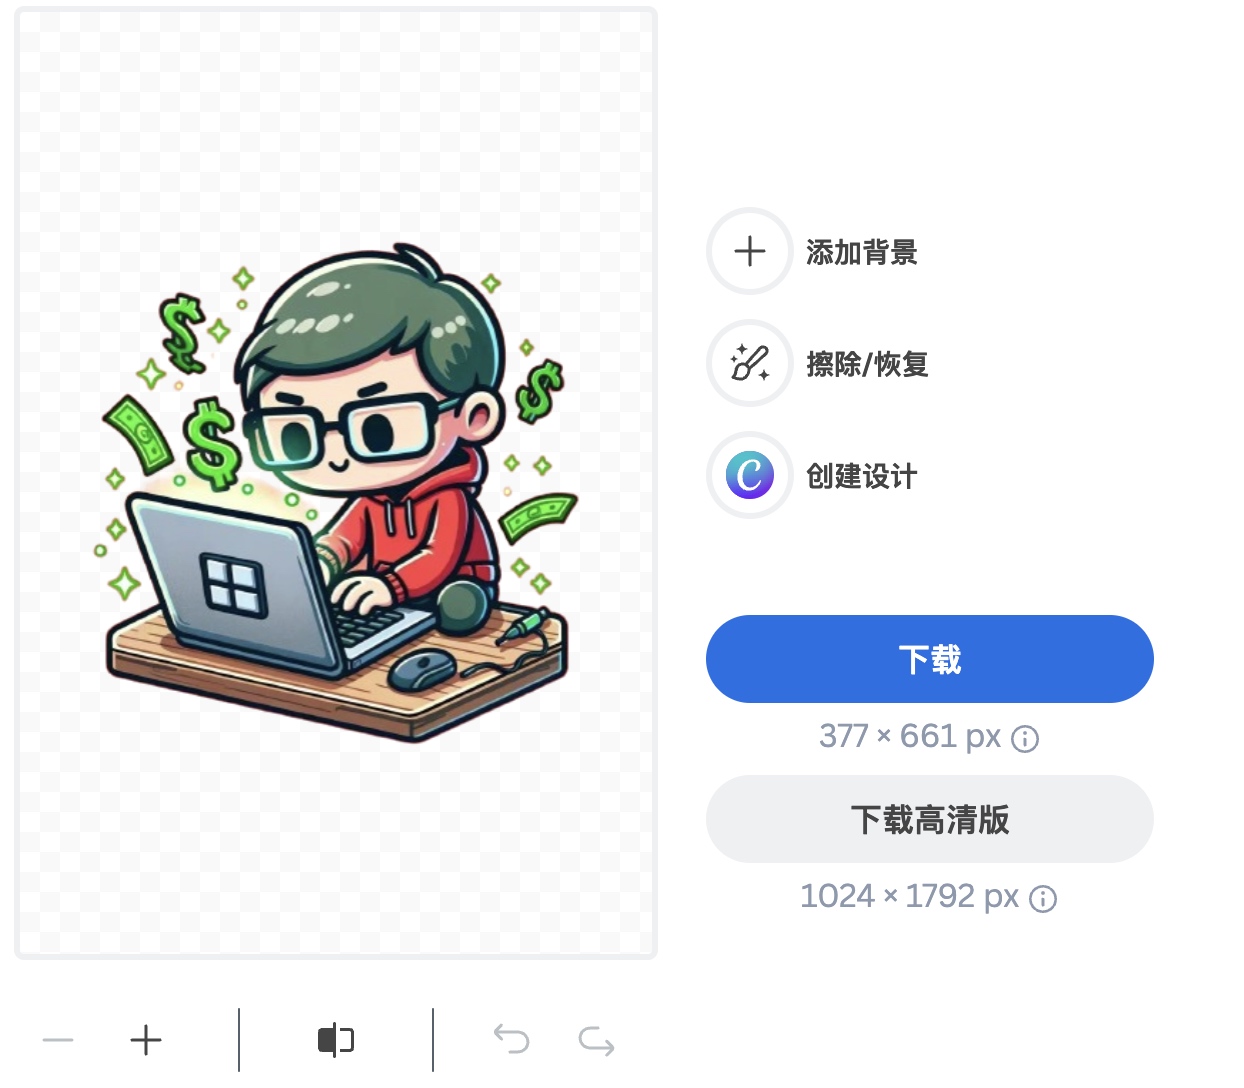 添加背景
擦除/恢复
创建设计
下载
377 × 661 px
下载高清版
1024 × 1792 px